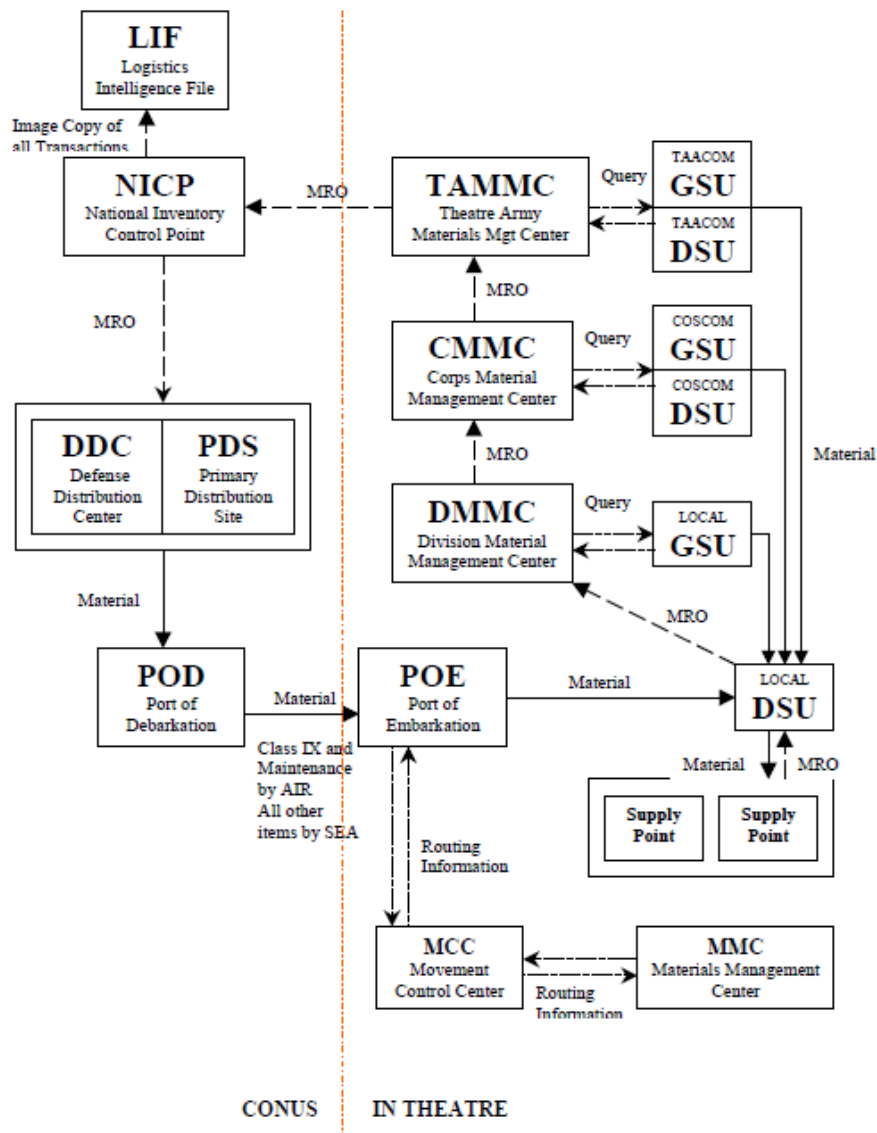 LIF
Logistics
Intelligence File
Image Copy of
all Transactions
NICP
National Inventory
Control Point
MRO
TAMMC
Theatre Army
Materials Mgt Center
Query
TAACOM
GSU
TAACOM
DSU
MRO
MRO
CMMC
Corps Material
Management Center
Query
COSCOM
GSU
COSCOM
DSU
Material
DDC
Defense
Distribution
Center
PDS
Primary
Distribution
Site
MRO
DMMC
Division Material
Management Center
Query
LOCAL
GSU
Material
MRO
POD
Port of
Debarkation
Material
Class IX and
Maintenance
by AIR
All other
items by SEA
POE
Port of
Embarkation
Material
LOCAL
DSU
Material
MRO
Supply
Point
Supply
Point
Routing
Information
MCC
Movement
Control Center
Routing
Information
MMC
Materials Management
Center
CONUS
IN THEATRE